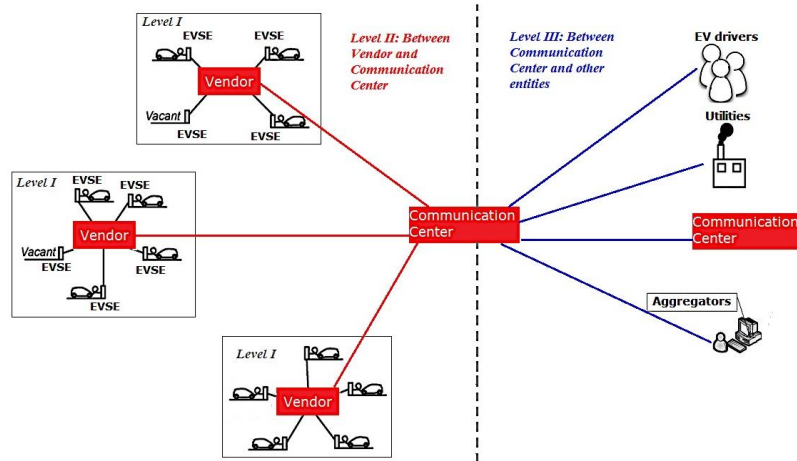 Level I
EVSE
EVSE
Vendor
Vacant
EVSE
EVSE
Level II: Between
Vendor and
Communication
Center
Level III: Between
Communication
Center and other
entities
EV drivers
Utilities
Level I
EVSE
EVSE
Vendor
Vacant
EVSE
EVSE
EVSE
Communication
Center
Communication
Center
Aggregators
Level I
Vendor